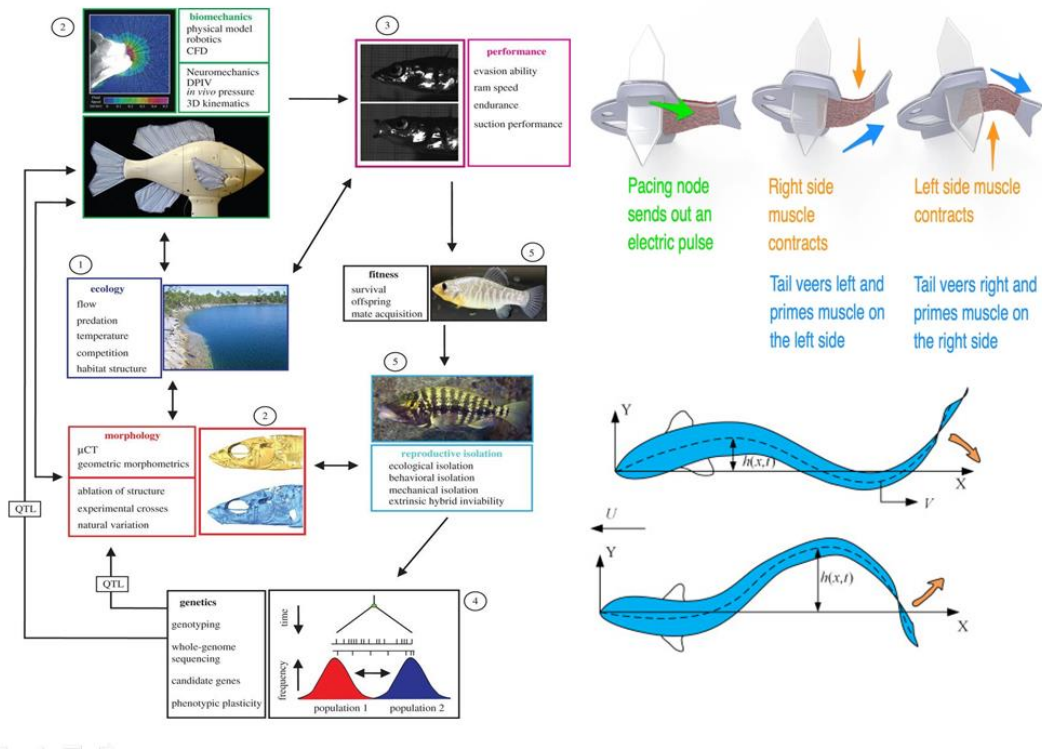 2
biomechanics
physical model
robotics
CFD
Neuromechanics
DPIV
in vivo pressure
3D kinematics
3
performance
evasion ability
ram speed
endurance
suction performance
1
ecology
flow
predation
temperature
competition
habitat structure
5
fitness
survival
offspring
mate acquisition
5
reproductive isolation
ecological isolation
behavioral isolation
mechanical isolation
extrinsic hybrid inviability
2
morphology
μCT
geometric morphometrics
ablation of structure
experimental crosses
natural variation
QTL
QTL
4
genetics
genotyping
whole-genome
sequencing
candidate genes
phenotypic plasticity
time
frequency
population 1
population 2
Pacing node
sends out an
electric pulse
Right side
muscle
contracts
Left side muscle
contracts
Tail veers left and
primes muscle on
the left side
Tail veers right and
primes muscle on
the right side
Y
h(x,t)
X
V
U
Y
h(x,t)
X